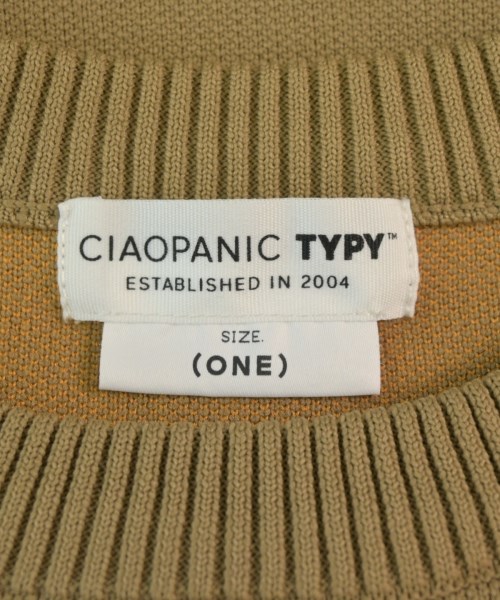 CIAOPANIC TYPY™
ESTABLISHED IN 2004
SIZE.
(ONE)